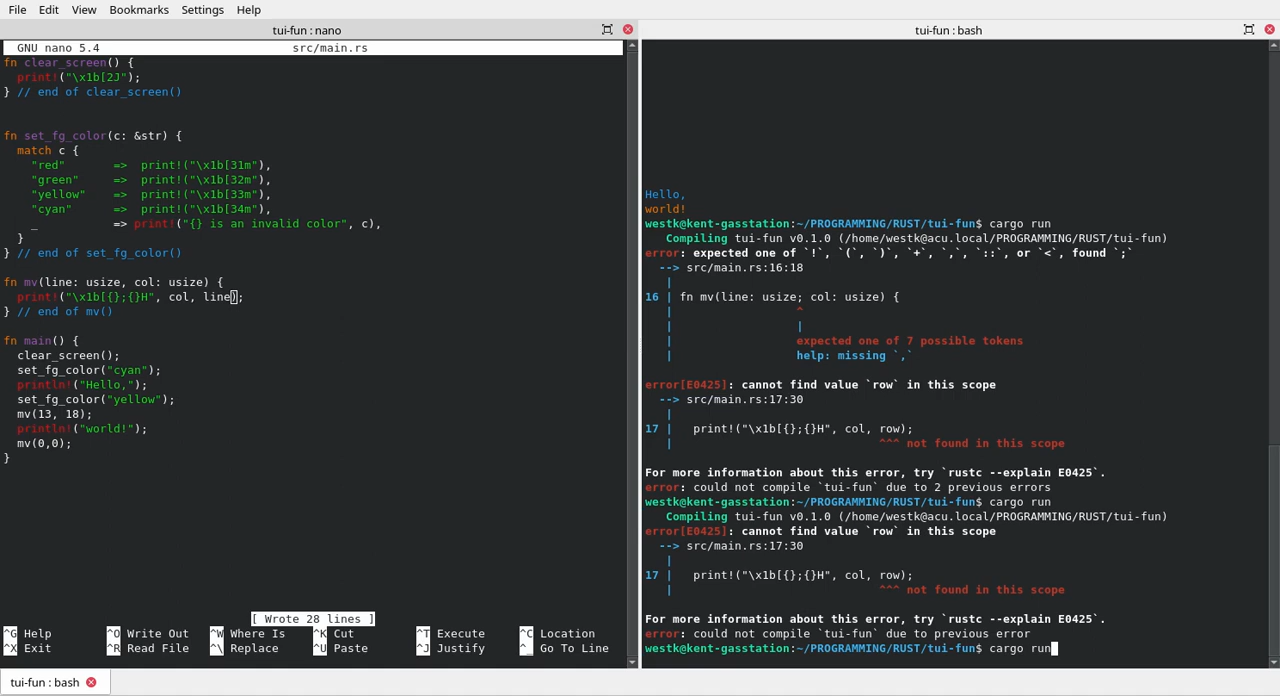 File Edit View Bookmarks Settings Help
tui-fun : nano
GNU nano 5.4 src/main.rs
fn clear_screen() {
  print!("\x1b[2J");
} // end of clear_screen()
fn set_fg_color(c: &str) {
  match c {
    "red"       =>  print!("\x1b[31m"),
    "green"     =>  print!("\x1b[32m"),
    "yellow"    =>  print!("\x1b[33m"),
    "cyan"      =>  print!("\x1b[34m"),
    _           => print!("{} is an invalid color", c),
  }
} // end of set_fg_color()
fn mv(line: usize, col: usize) {
  print!("\x1b[{};{}H", col, line);
} // end of mv()
fn main() {
  clear_screen();
  set_fg_color("cyan");
  println!("Hello,");
  set_fg_color("yellow");
  mv(13, 18);
  println!("world!");
  mv(0,0);
}
[ Wrote 28 lines ]
^G Help ^O Write Out ^W Where Is ^K Cut ^T Execute ^C Location
^X Exit ^R Read File ^\ Replace ^U Paste ^J Justify ^_ Go To Line
tui-fun : bash
Hello,
world!
westk@kent-gasstation:~/PROGRAMMING/RUST/tui-fun$ cargo run
   Compiling tui-fun v0.1.0 (/home/westk@acu.local/PROGRAMMING/RUST/tui-fun)
error: expected one of `!`, `(`, `)`, `+`, `,`, `::`, or `<`, found `;`
  --> src/main.rs:16:18
   |
16 | fn mv(line: usize; col: usize) {
   |                  ^
   |                  |
   |                  expected one of 7 possible tokens
   |                  help: missing `,`
error[E0425]: cannot find value `row` in this scope
  --> src/main.rs:17:30
   |
17 |   print!("\x1b[{};{}H", col, row);
   |                              ^^^ not found in this scope
For more information about this error, try `rustc --explain E0425`.
error: could not compile `tui-fun` due to 2 previous errors
westk@kent-gasstation:~/PROGRAMMING/RUST/tui-fun$ cargo run
   Compiling tui-fun v0.1.0 (/home/westk@acu.local/PROGRAMMING/RUST/tui-fun)
error[E0425]: cannot find value `row` in this scope
  --> src/main.rs:17:30
   |
17 |   print!("\x1b[{};{}H", col, row);
   |                              ^^^ not found in this scope
For more information about this error, try `rustc --explain E0425`.
error: could not compile `tui-fun` due to previous error
westk@kent-gasstation:~/PROGRAMMING/RUST/tui-fun$ cargo run
tui-fun : bash